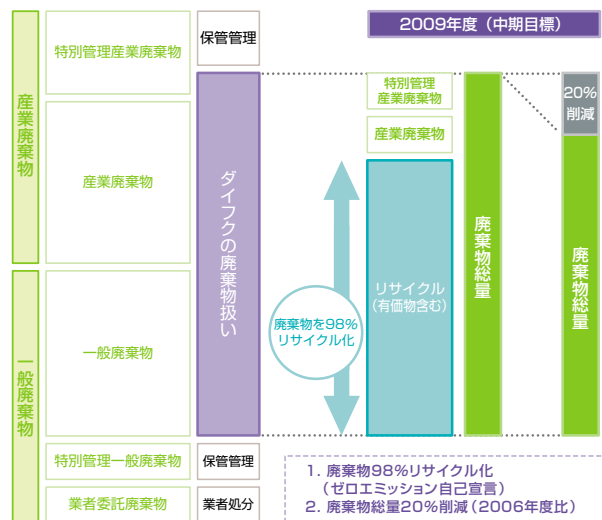 産業廃棄物
特別管理産業廃棄物
産業廃棄物
一般廃棄物
一般廃棄物
特別管理一般廃棄物
業者委託廃棄物
保管管理
ダイフクの廃棄物扱い
保管管理
業者処分
2009年度（中期目標）
特別管理
産業廃棄物
産業廃棄物
廃棄物を98%
リサイクル化
リサイクル
（有価物含む）
廃棄物総量
20%
削減
廃棄物総量
1. 廃棄物98%リサイクル化
（ゼロエミッション自己宣言）
2. 廃棄物総量20%削減（2006年度比）